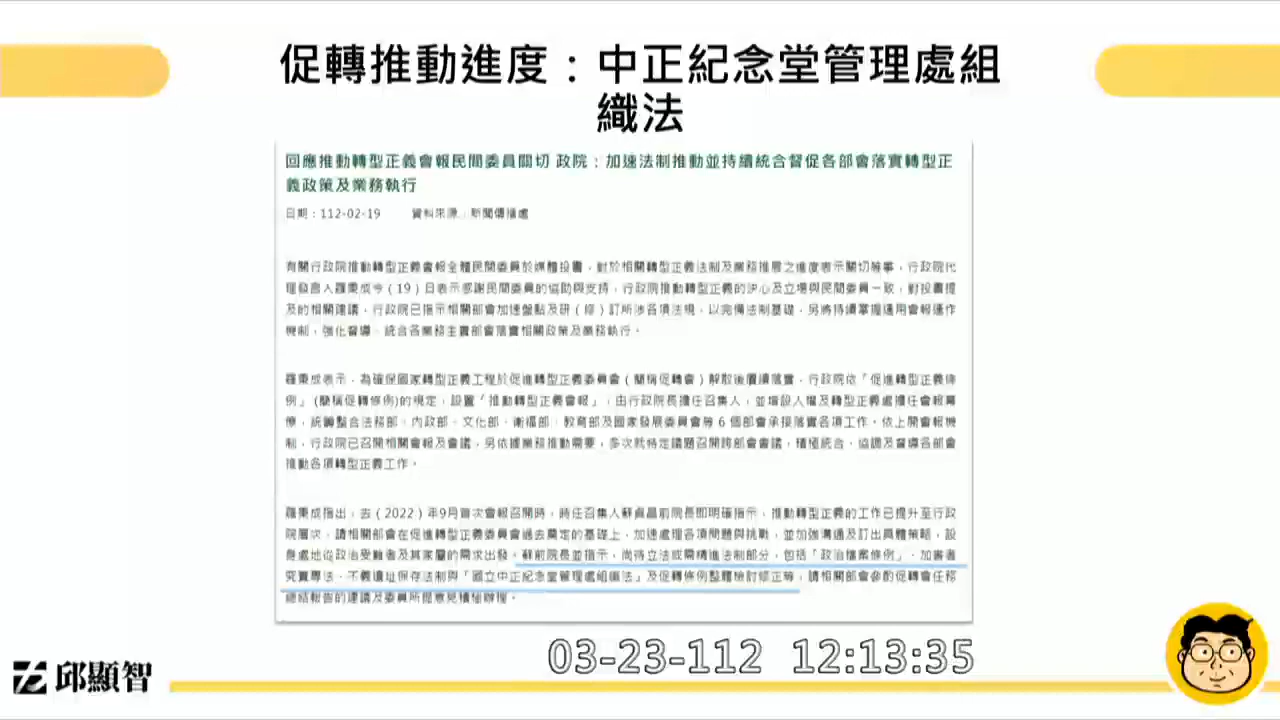 促轉推動進度：中正紀念堂管理處組
織法
回應推動轉型正義會報民間委員關切 政院：加速法制推動並持續統合督促各部會落實轉型正
義政策及業務執行
日期：112-02-19 資料來源：新聞傳播處
有關行政院推動轉型正義會報全體民間委員於媒體投書，對於相關轉型正義法制及業務推展之進度表示關切等事，行政院代
理發言人羅秉成今（19）日表示感謝民間委員的協助與支持，行政院推動轉型正義的決心及立場與民間委員一致，對投書提
及的相關建議，行政院已指示相關部會加速盤點及研（修）訂所涉各項法規，以完備法制基礎，另將持續掌握運用會報運作
機制，強化督導、統合各業務主責部會落實相關政策及業務執行。
羅秉成表示，為確保國家轉型正義工程於促進轉型正義委員會（簡稱促轉會）解散後賡續落實，行政院依「促進轉型正義條
例」（簡稱促轉條例)的規定，設置「推動轉型正義會報」，由行政院長擔任召集人，並增設人權及轉型正義處擔任會報幕
僚，統籌整合法務部、內政部、文化部、衛福部、教育部及國家發展委員會等 6 個部會承接落實各項工作。依上開會報機
制，行政院已召開相關會報及會議，另依據業務推動需要，多次就特定議題召開跨部會會議，積極統合、協調及督導各部會
推動各項轉型正義工作。
羅秉成指出，去（2022）年9月首次會報召開時，時任召集人蘇貞昌前院長即明確指示，推動轉型正義的工作已提升至行政
院層次，請相關部會在促進轉型正義委員會過去奠定的基礎上，加速處理各項問題與挑戰，並加強溝通及訂出具體策略，設
身處地從政治受難者及其家屬的需求出發。蘇前院長並指示，尚待立法或需精進法制部分，包括「政治檔案條例」、加害者
究責專法、不義遺址保存法制與「國立中正紀念堂管理處組織法」及促轉條例整體檢討修正等，請相關部會參酌促轉會任務
總結報告的建議及委員所提意見積極辦理。
03-23-112 12:13:35
邱顯智